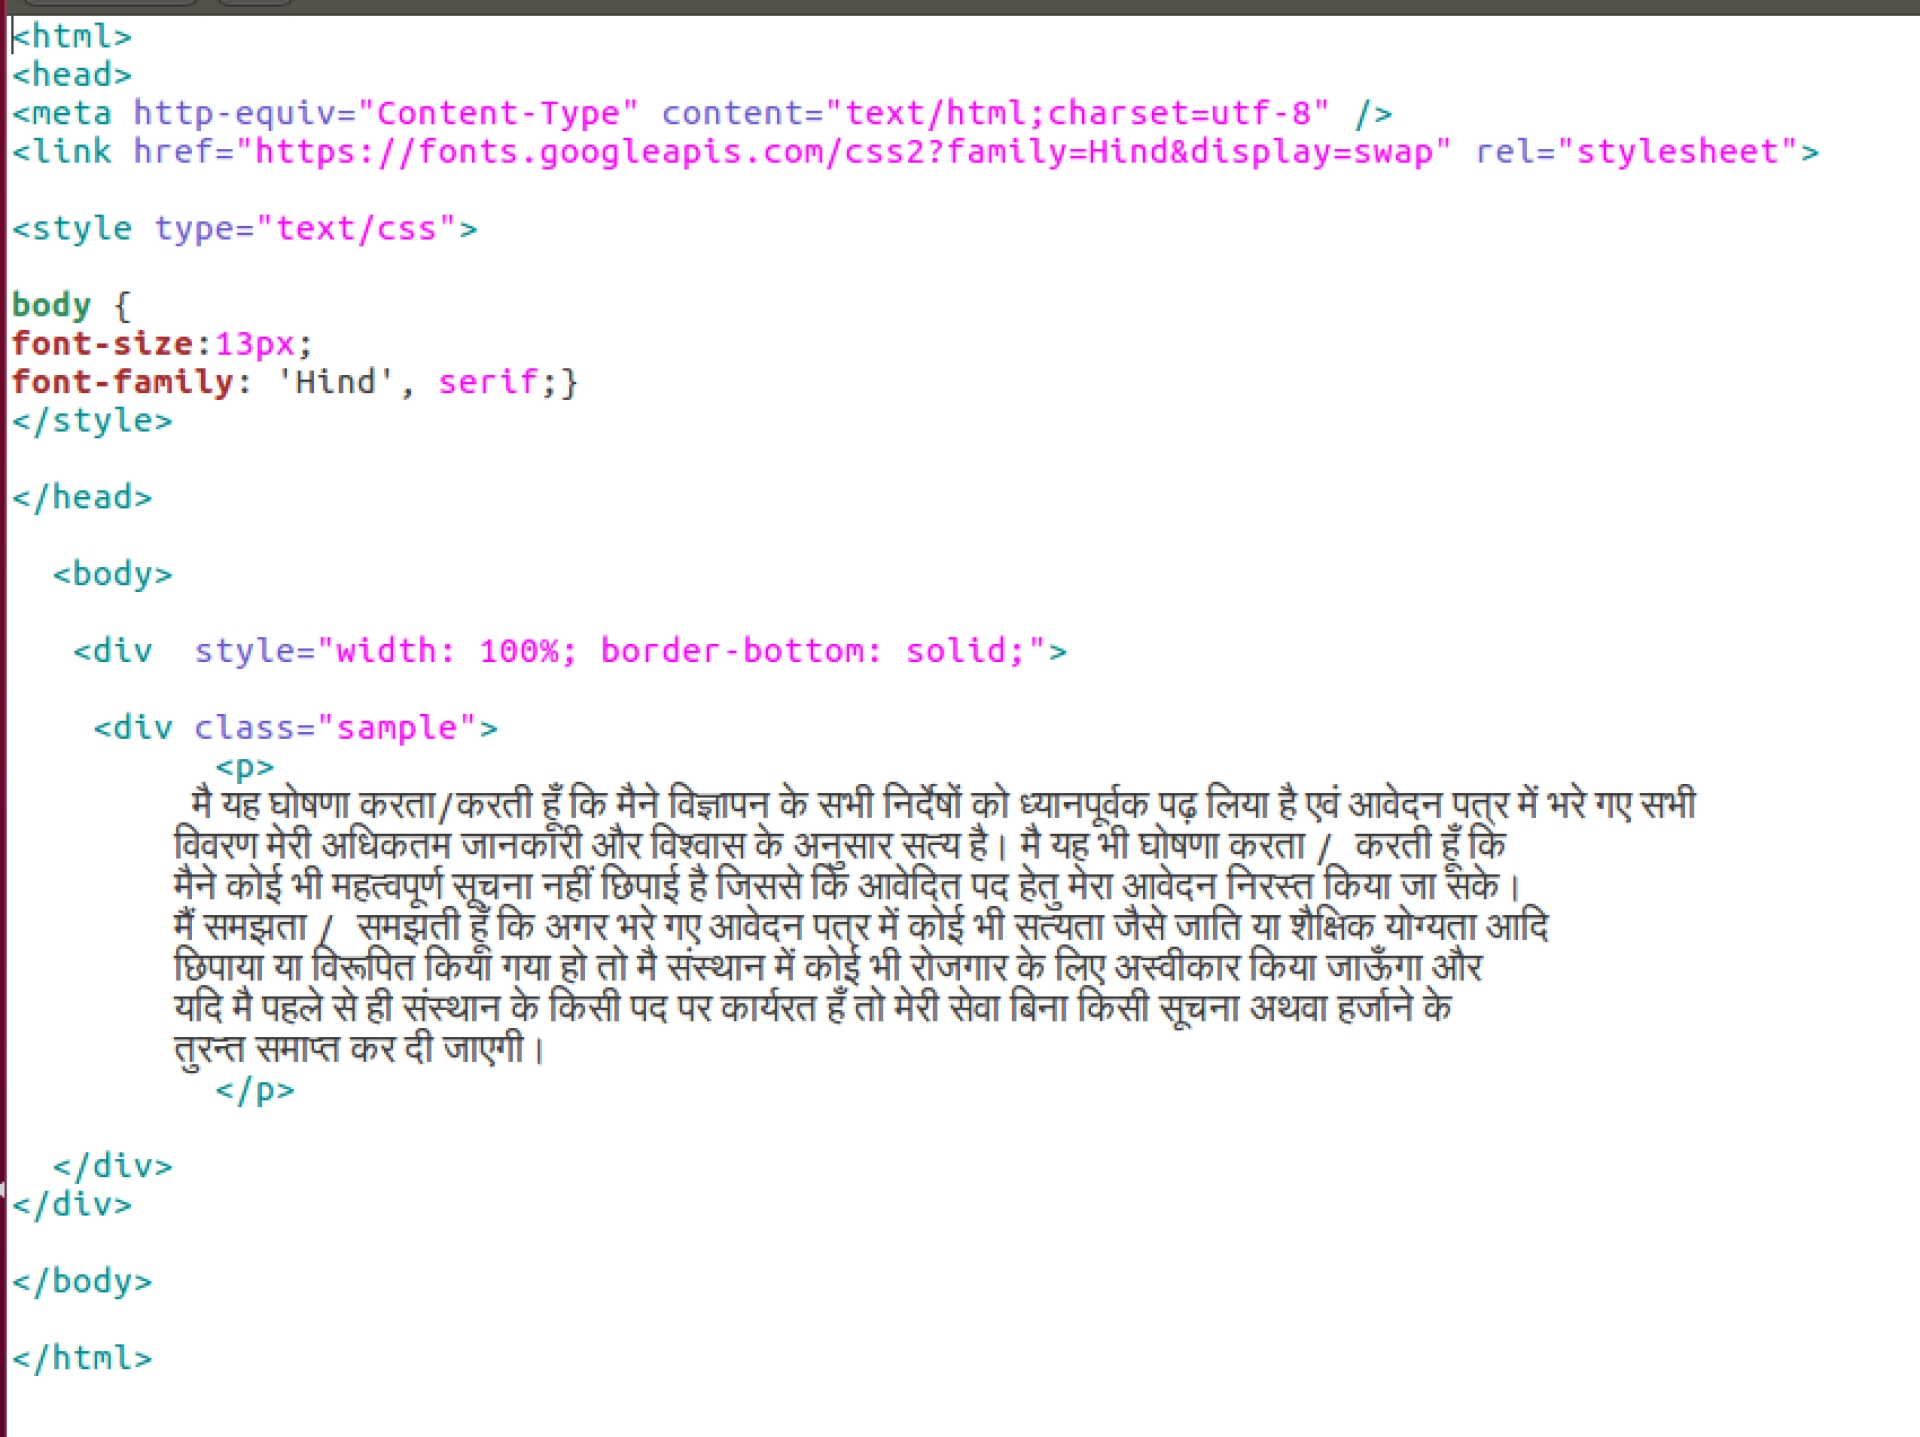 <html>
<head>
<meta http-equiv="Content-Type" content="text/html;charset=utf-8" />
<link href="https://fonts.googleapis.com/css2?family=Hind&display=swap" rel="stylesheet">
<style type="text/css">
body {
font-size:13px;
font-family: 'Hind', serif;}
</style>
</head>
<body>
<div  style="width: 100%; border-bottom: solid;">
<div class="sample">
<p>
मै यह घोषणा करता/करती हूँ कि मैने विज्ञापन के सभी निर्देषों को ध्यानपूर्वक पढ़ लिया है एवं आवेदन पत्र में भरे गए सभी
विवरण मेरी अधिकतम जानकारी और विश्वास के अनुसार सत्य है। मै यह भी घोषणा करता /  करती हूँ कि
मैने कोई भी महत्वपूर्ण सूचना नहीं छिपाई है जिससे कि आवेदित पद हेतु मेरा आवेदन निरस्त किया जा सके।
मैं समझता /  समझती हूँ कि अगर भरे गए आवेदन पत्र में कोई भी सत्यता जैसे जाति या शैक्षिक योग्यता आदि
छिपाया या विरूपित किया गया हो तो मै संस्थान में कोई भी रोजगार के लिए अस्वीकार किया जाऊँगा और
यदि मै पहले से ही संस्थान के किसी पद पर कार्यरत हँ तो मेरी सेवा बिना किसी सूचना अथवा हर्जाने के
तुरन्त समाप्त कर दी जाएगी।
</p>
</div>
</div>
</body>
</html>